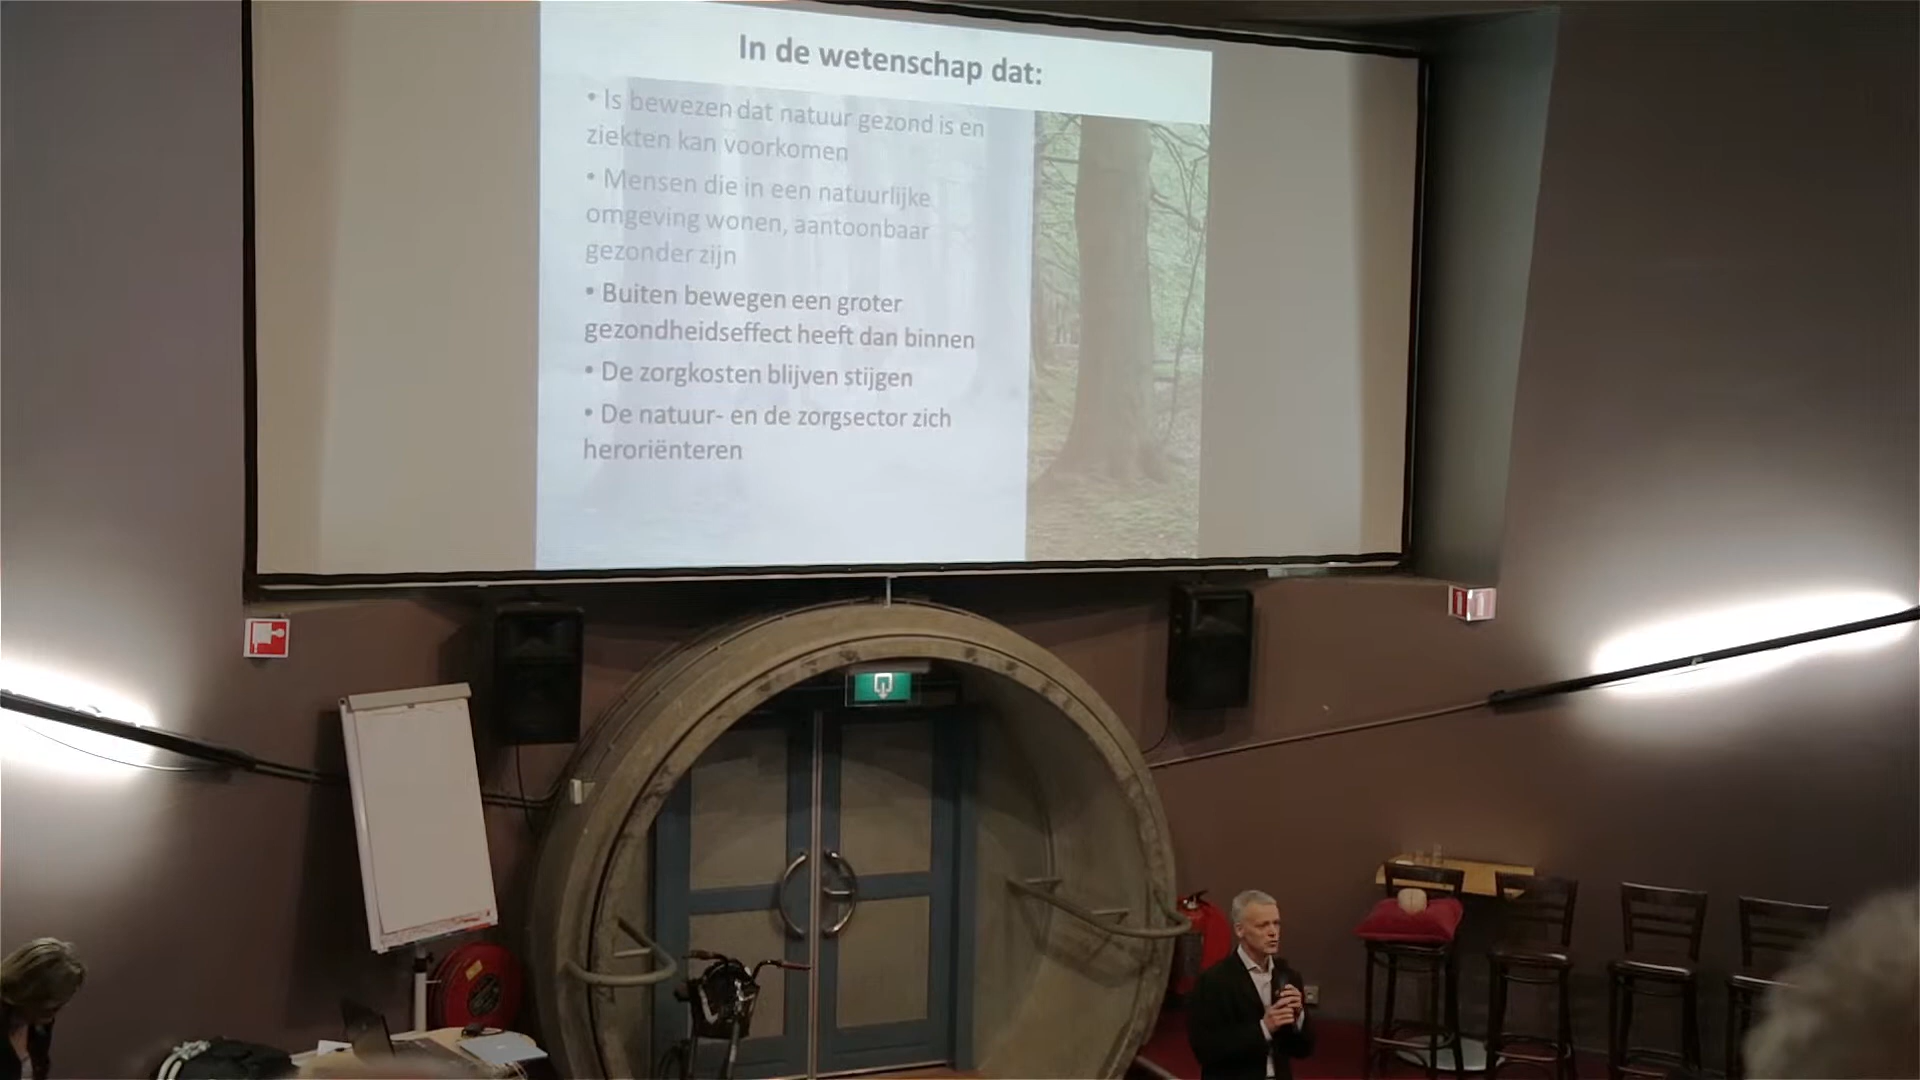 In de wetenschap dat:
• Is bewezen dat natuur gezond is en
ziekten kan voorkomen
• Mensen die in een natuurlijke
omgeving wonen, aantoonbaar
gezonder zijn
• Buiten bewegen een groter
gezondheidseffect heeft dan binnen
• De zorgkosten blijven stijgen
• De natuur- en de zorgsector zich
heroriënteren